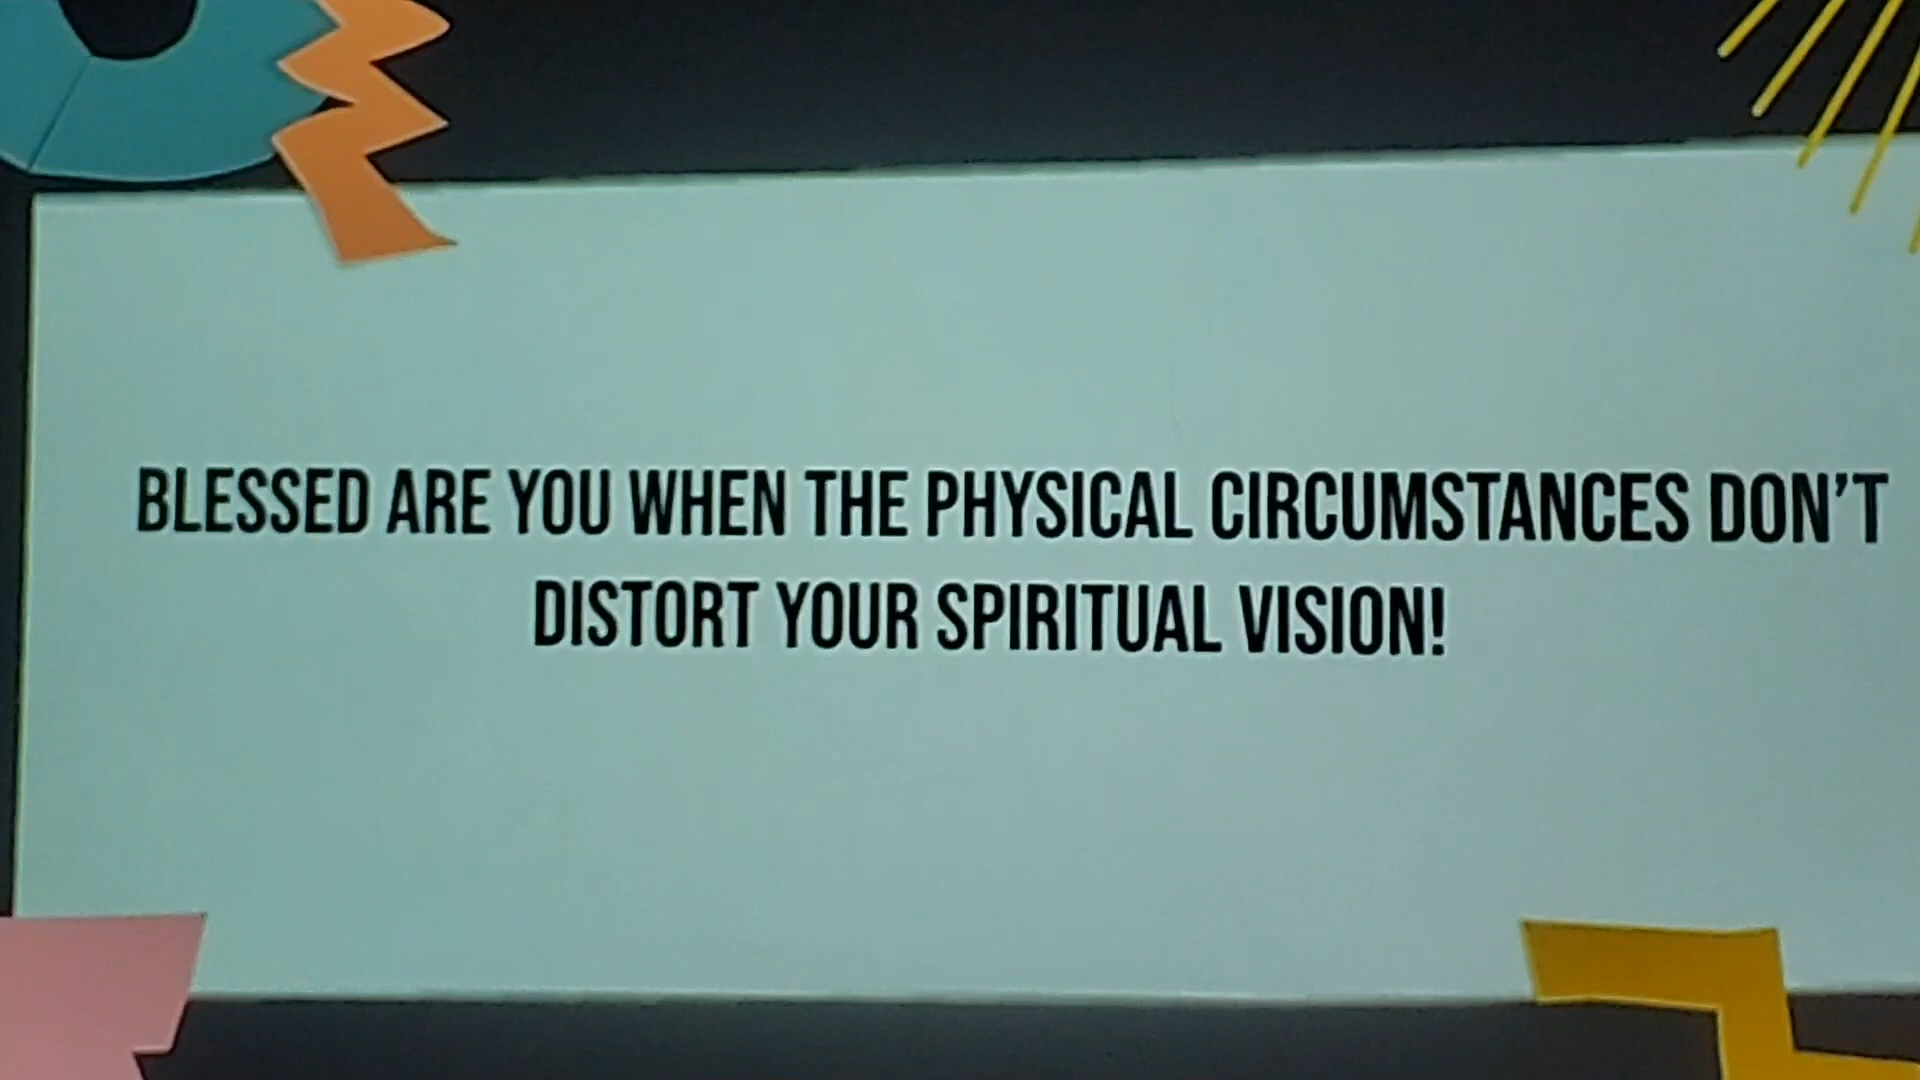 BLESSED ARE YOU WHEN THE PHYSICAL CIRCUMSTANCES DON'T
DISTORT YOUR SPIRITUAL VISION!